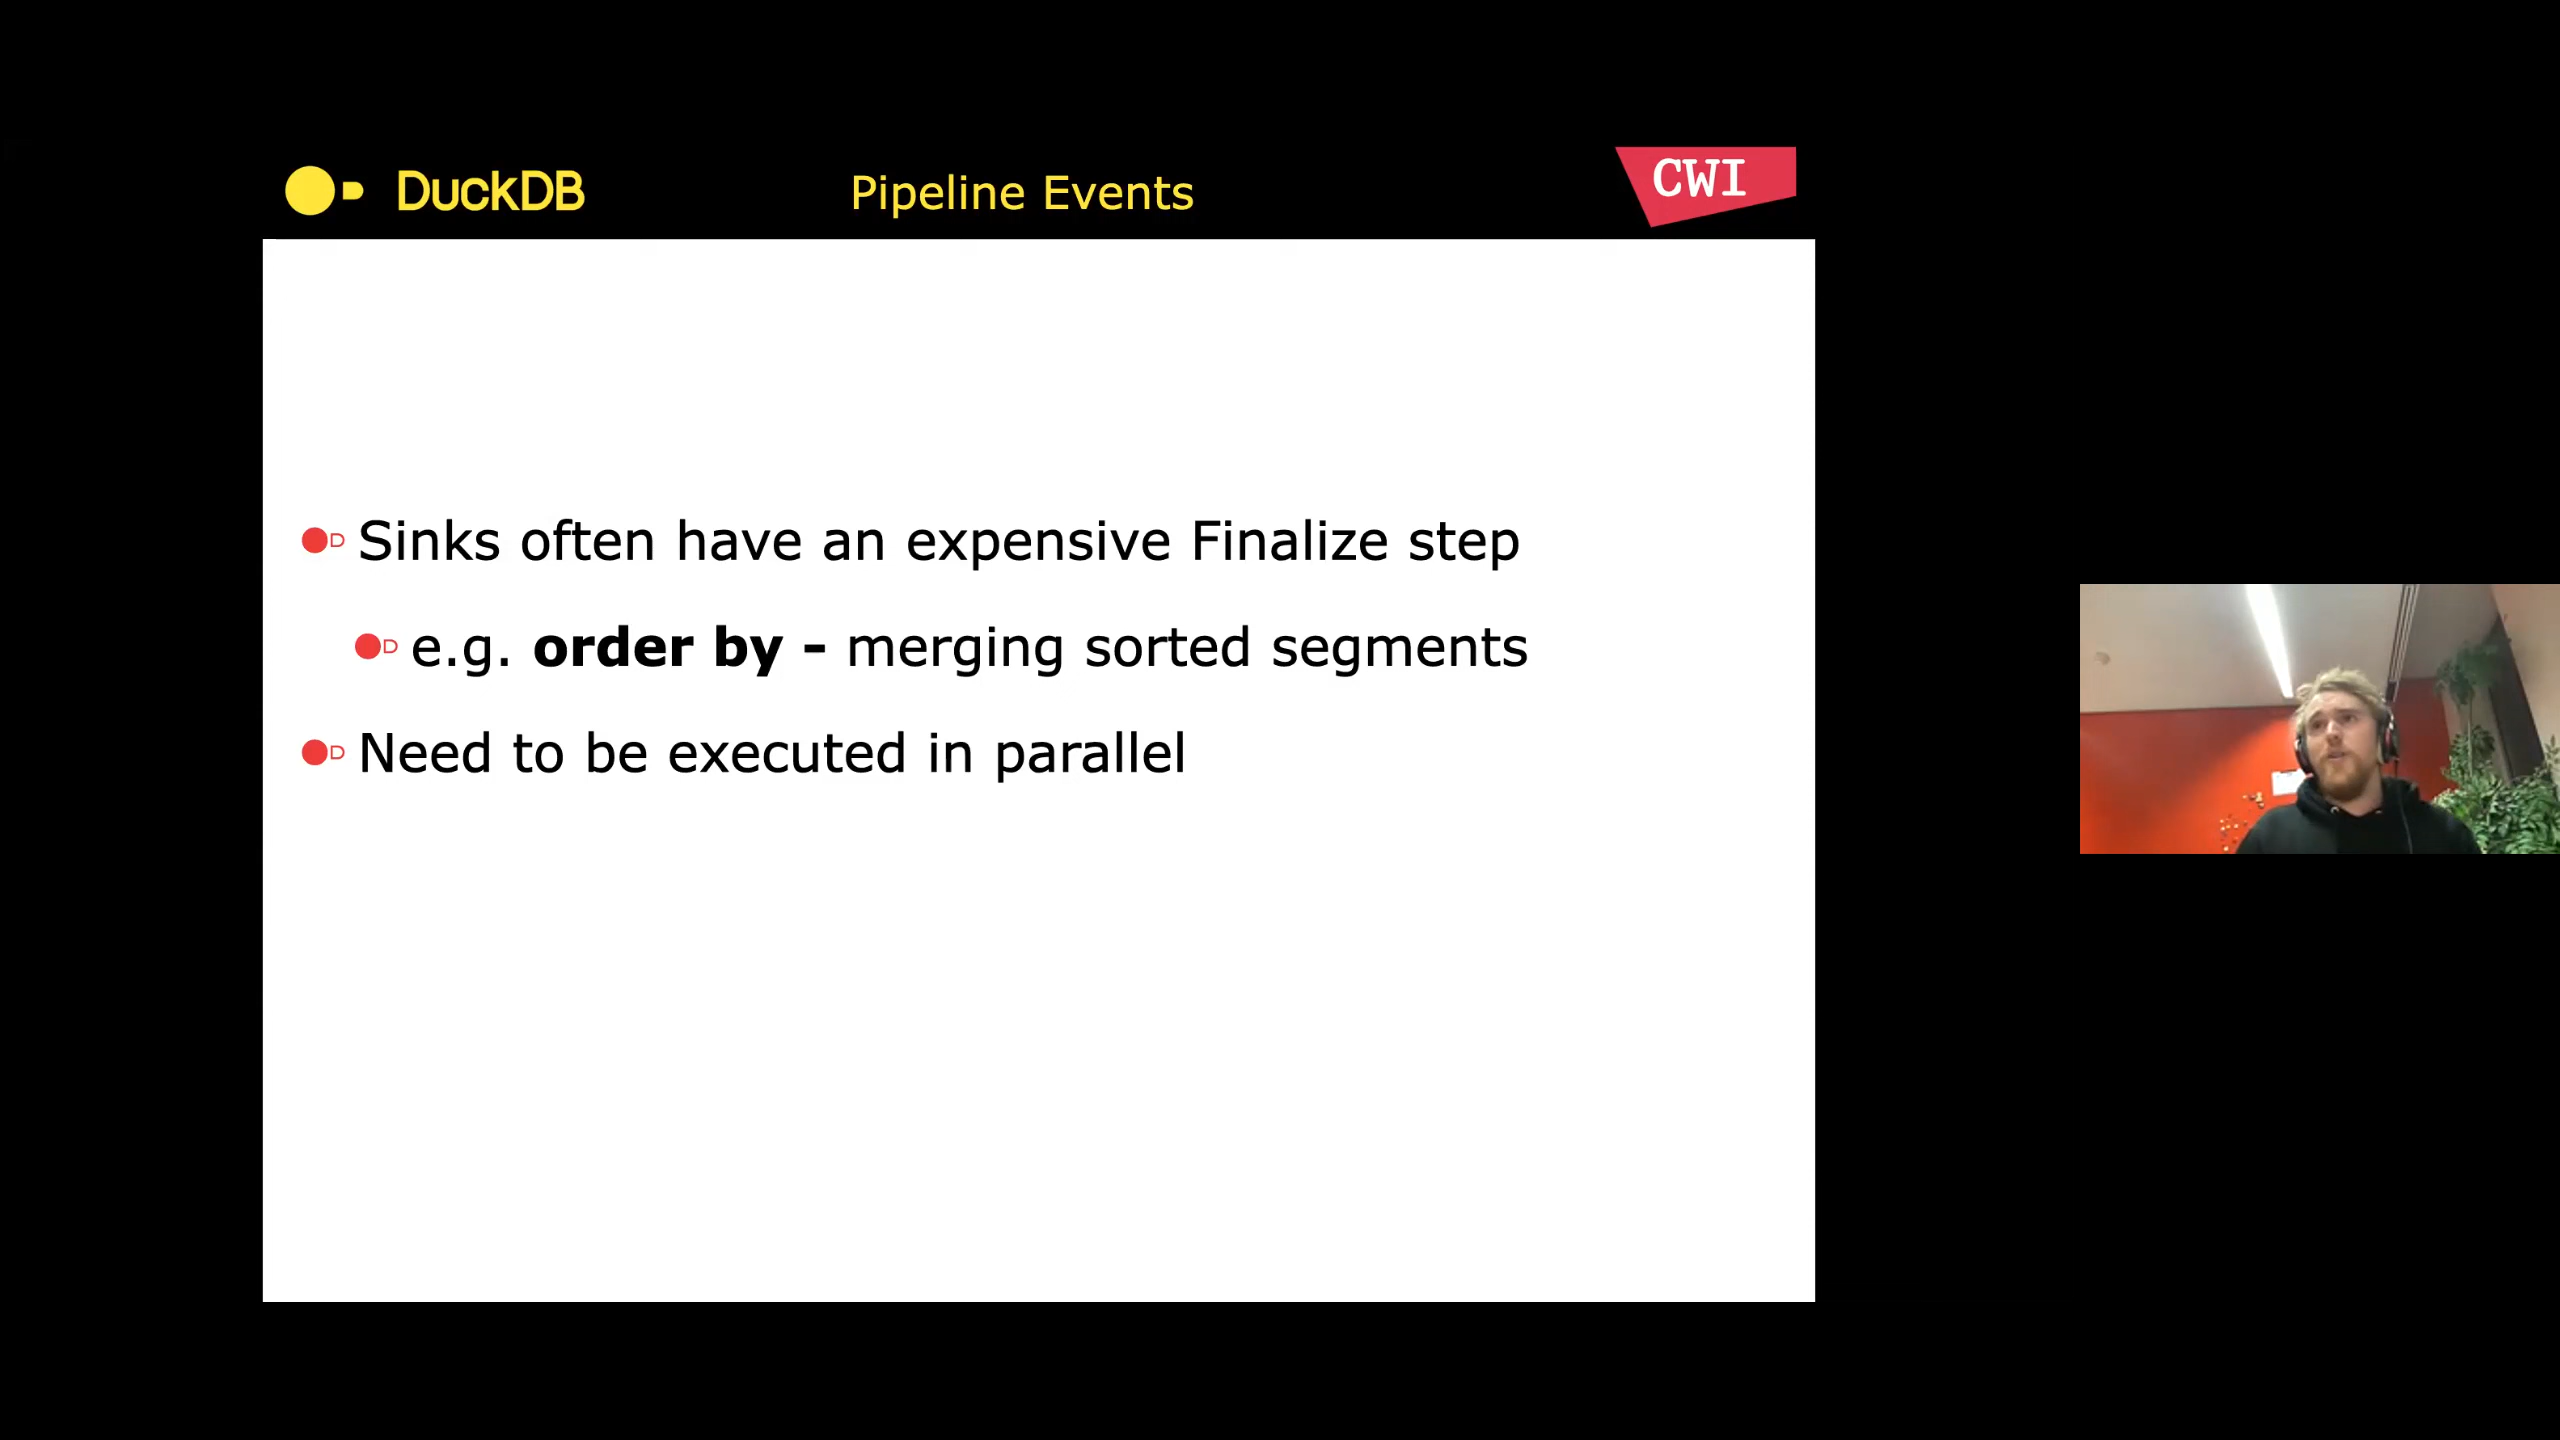 DuckDB
Pipeline Events
CWI
Sinks often have an expensive Finalize step
e.g. order by - merging sorted segments
Need to be executed in parallel